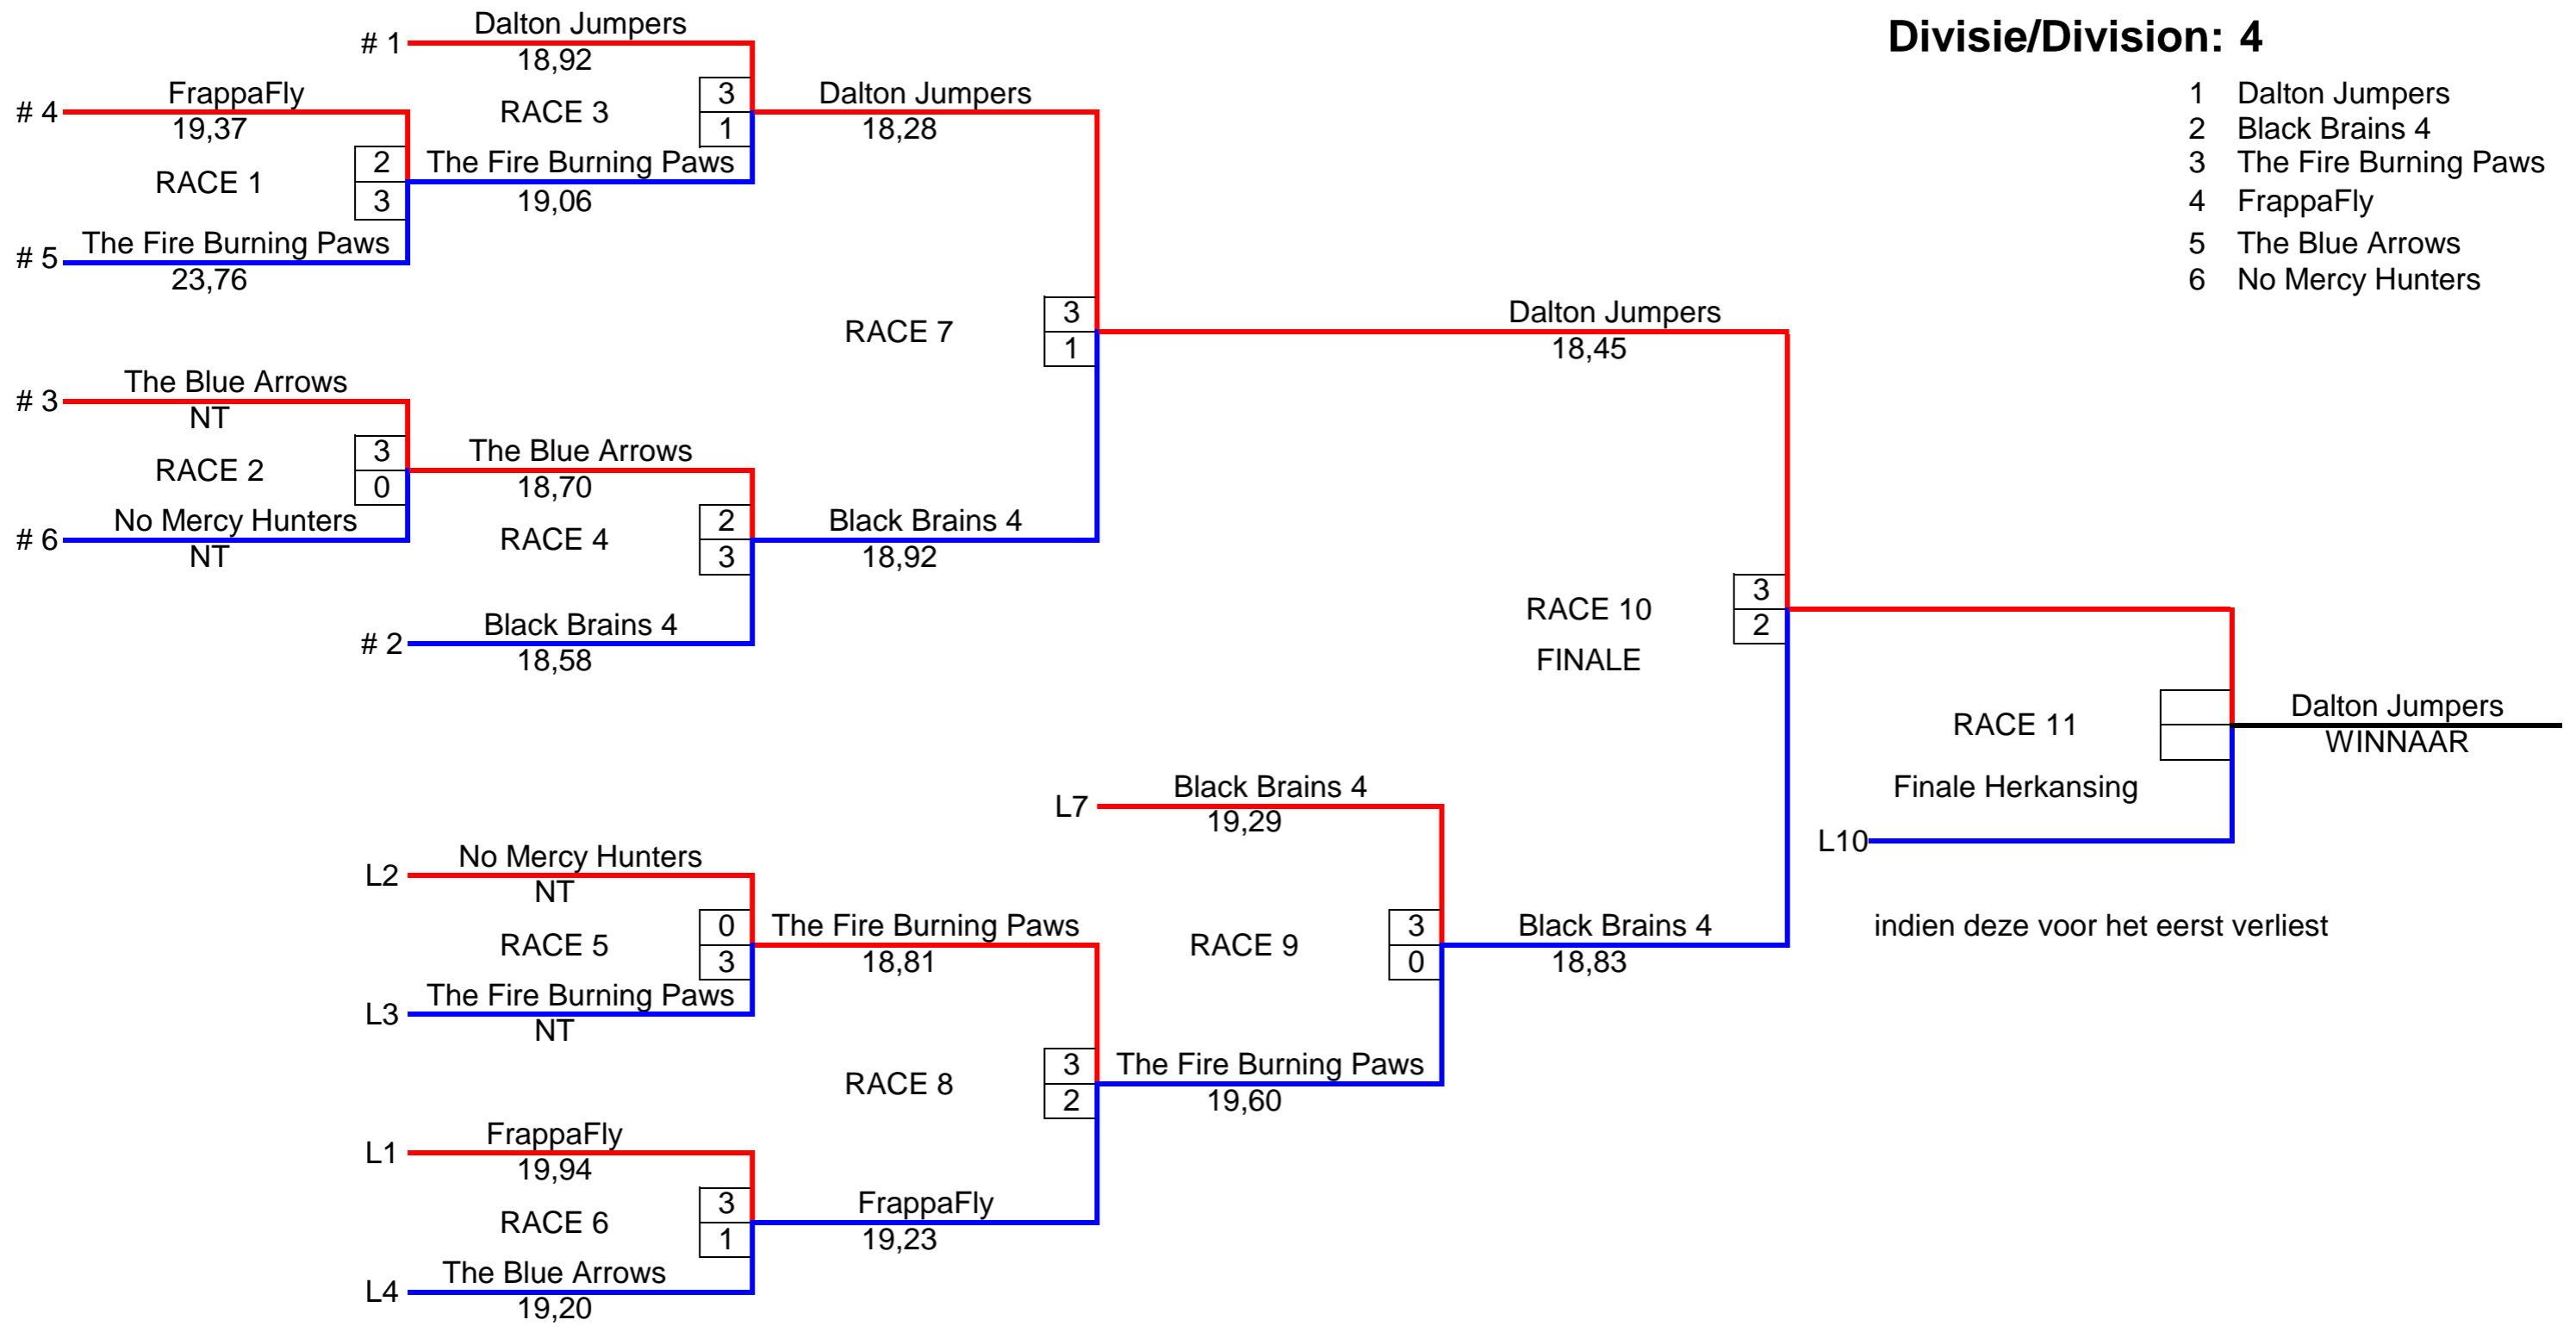 Divisie/Division: 4
1 Dalton Jumpers
2 Black Brains 4
3 The Fire Burning Paws
4 FrappaFly
5 The Blue Arrows
6 No Mercy Hunters
# 4 FrappaFly
19,37
RACE 1
2
3
# 5 The Fire Burning Paws
23,76
# 3 The Blue Arrows
NT
RACE 2
3
0
# 6 No Mercy Hunters
NT
# 1 Dalton Jumpers
18,92
RACE 3
3
1
The Fire Burning Paws
19,06
The Blue Arrows
18,70
RACE 4
2
3
# 2 Black Brains 4
18,58
L2 No Mercy Hunters
NT
RACE 5
0
3
L3 The Fire Burning Paws
NT
L1 FrappaFly
19,94
RACE 6
3
1
L4 The Blue Arrows
19,20
Dalton Jumpers
18,28
RACE 7
3
1
Black Brains 4
18,92
The Fire Burning Paws
18,81
RACE 8
3
2
FrappaFly
19,23
L7 Black Brains 4
19,29
RACE 9
3
0
The Fire Burning Paws
19,60
Dalton Jumpers
18,45
RACE 10
FINALE
3
2
Black Brains 4
18,83
RACE 11
Finale Herkansing
L10
indien deze voor het eerst verliest
Dalton Jumpers
WINNAAR